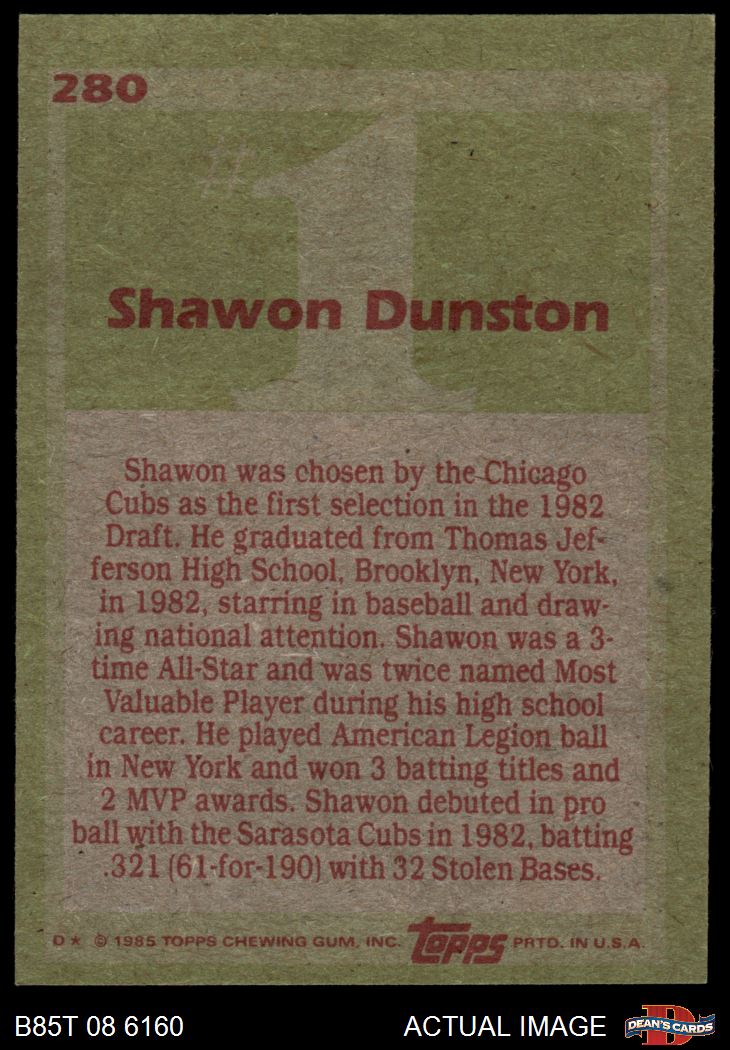 280
#1
Shawon Dunston
Shawon was chosen by the Chicago
Cubs as the first selection in the 1982
Draft. He graduated from Thomas Jef-
ferson High School, Brooklyn, New York,
in 1982, starring in baseball and draw-
ing national attention. Shawon was a 3-
time All-Star and was twice named Most
Valuable Player during his high school
career. He played American Legion ball
in New York and won 3 batting titles and
2 MVP awards. Shawon debuted in pro
ball with the Sarasota Cubs in 1982, batting
.321 (61-for-190) with 32 Stolen Bases.
D★ © 1985 TOPPS CHEWING GUM, INC. topps PRTD. IN U.S.A.
B85T 08 6160 ACTUAL IMAGE D DEAN'S CARDS